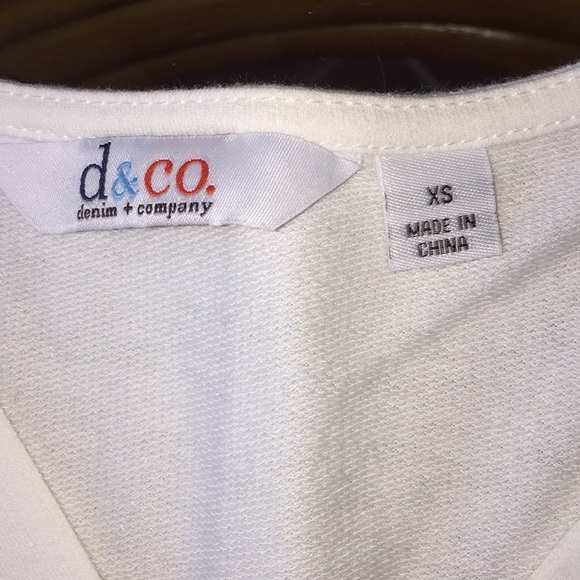 d&co.
denim + company
XS
MADE IN
CHINA